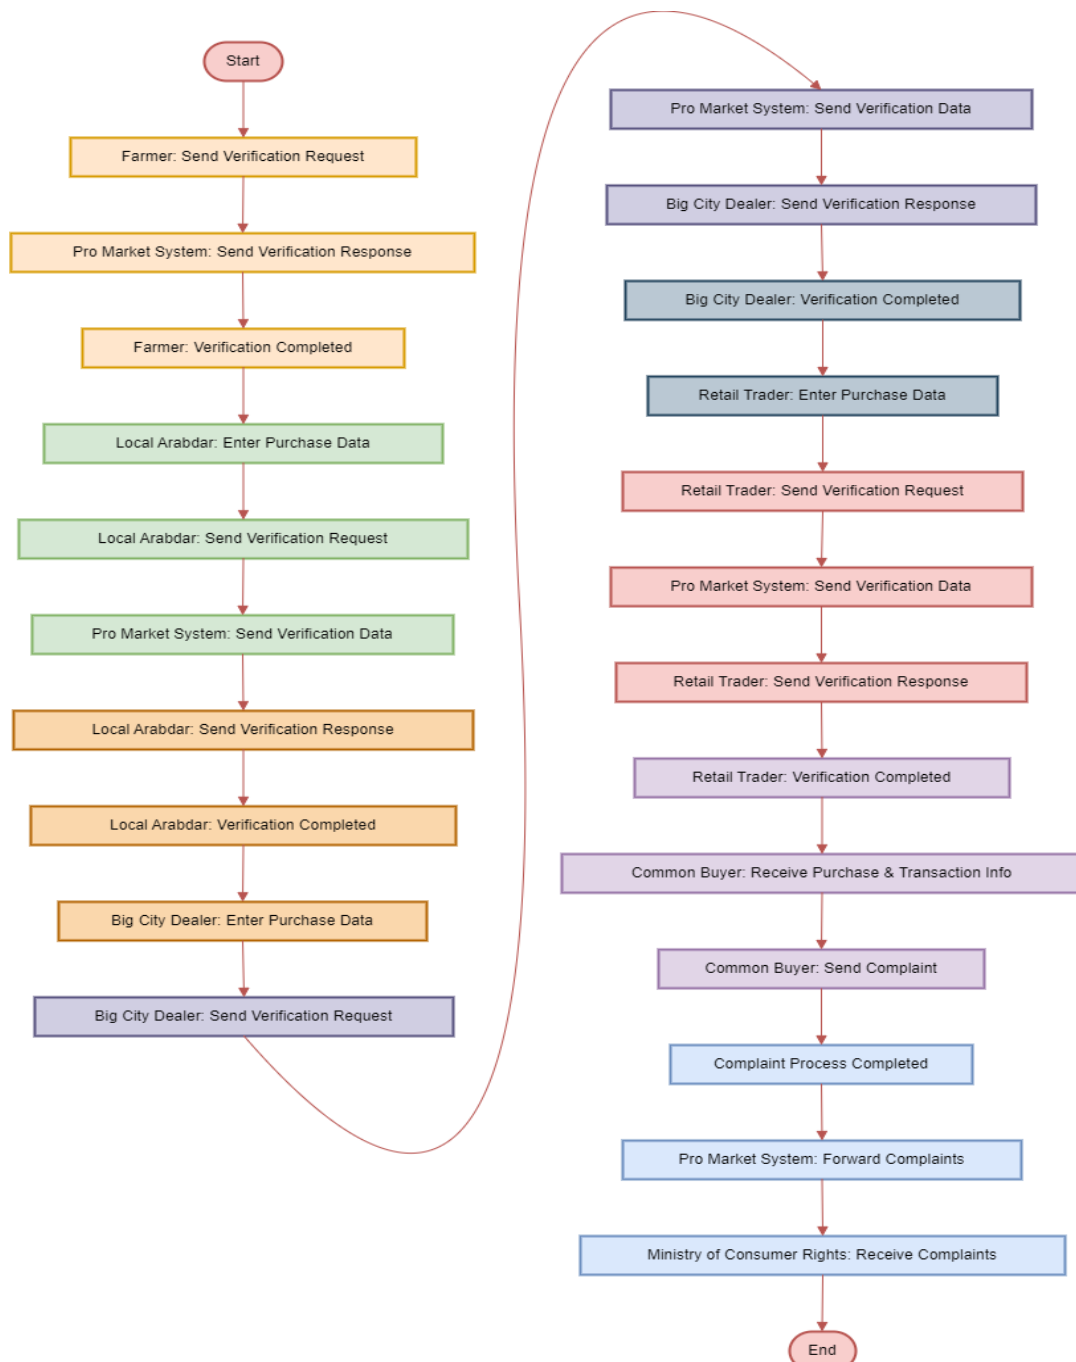 Start
Farmer: Send Verification Request
Pro Market System: Send Verification Response
Farmer: Verification Completed
Local Arabdar: Enter Purchase Data
Local Arabdar: Send Verification Request
Pro Market System: Send Verification Data
Local Arabdar: Send Verification Response
Local Arabdar: Verification Completed
Big City Dealer: Enter Purchase Data
Big City Dealer: Send Verification Request
Pro Market System: Send Verification Data
Big City Dealer: Send Verification Response
Big City Dealer: Verification Completed
Retail Trader: Enter Purchase Data
Retail Trader: Send Verification Request
Pro Market System: Send Verification Data
Retail Trader: Send Verification Response
Retail Trader: Verification Completed
Common Buyer: Receive Purchase & Transaction Info
Common Buyer: Send Complaint
Complaint Process Completed
Pro Market System: Forward Complaints
Ministry of Consumer Rights: Receive Complaints
End